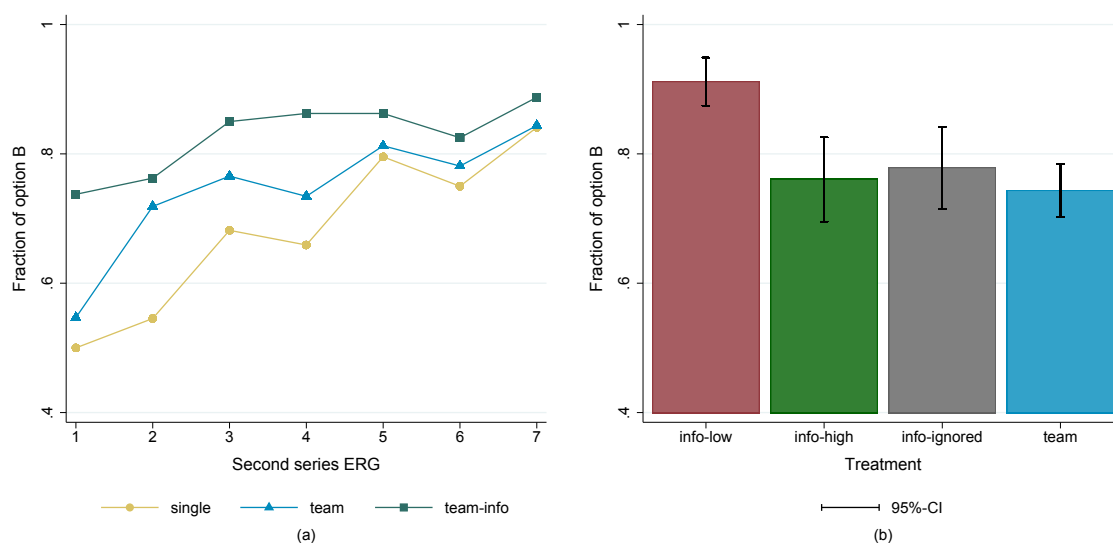 Fraction of option B
1
.8
.6
.4
1 2 3 4 5 6 7
Second series ERG
single team team-info
(a)
Fraction of option B
1
.8
.6
.4
info-low info-high info-ignored team
Treatment
95%-CI
(b)